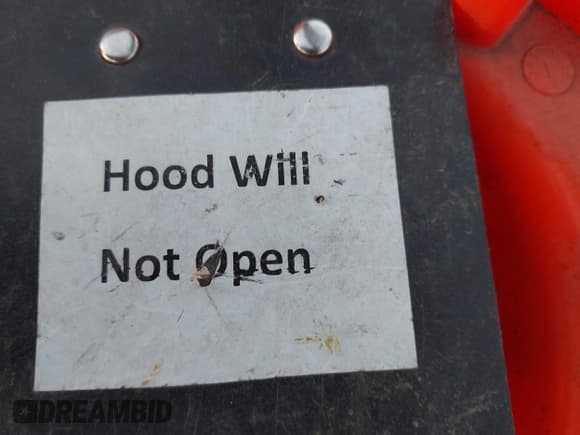 Hood Will
Not Open
DREAMBID